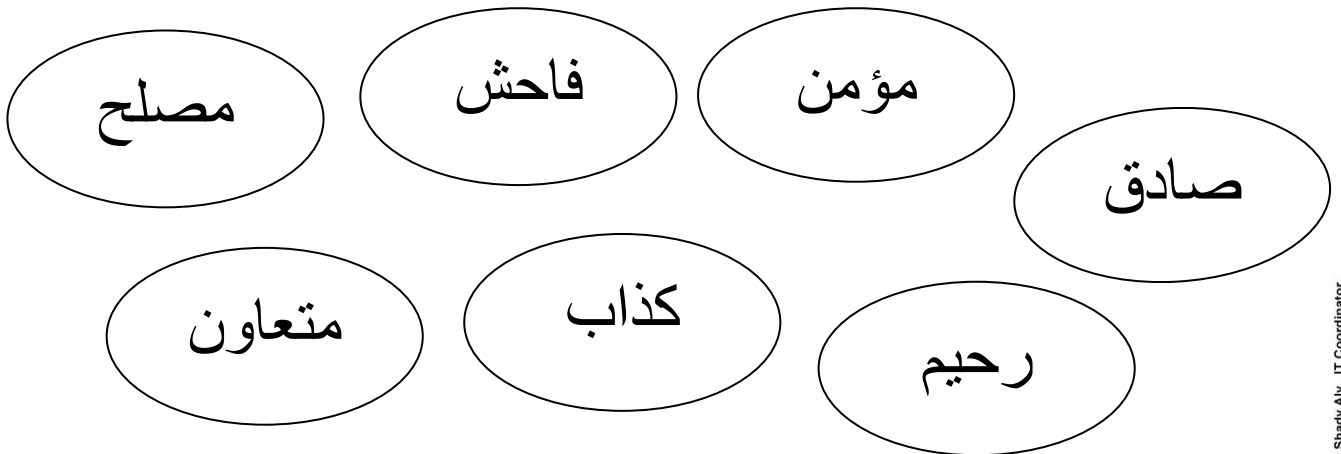 مؤمن
فاحش
مصلح
صادق
رحيم
كذاب
متعاون
Shady Aly IT Coordinator